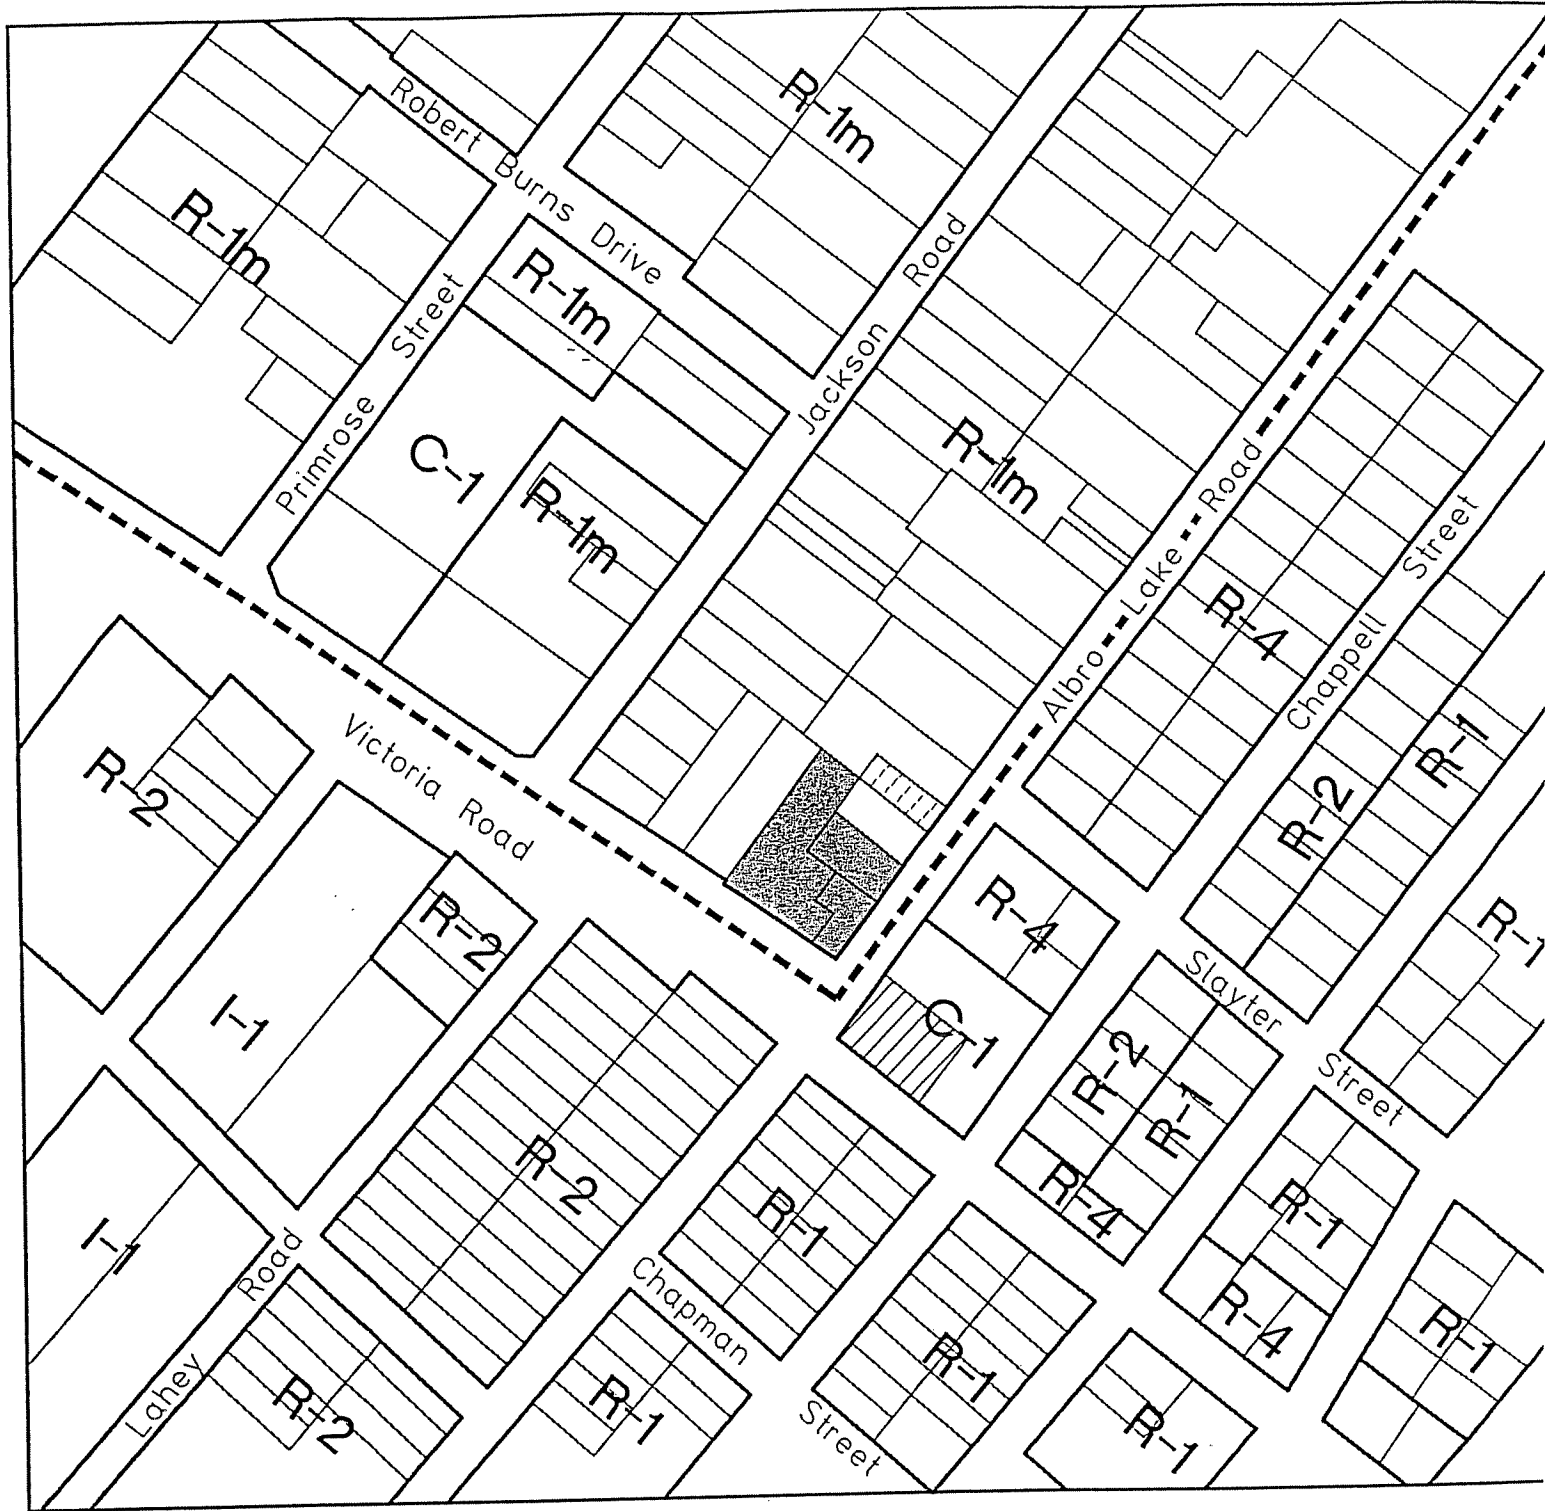 R-1m
Robert Burns Drive
R-1m
R-1m
Jackson Road
R-1m
Primrose Street
C-1
R-1m
R-1m
Albro Lake Road
R-4
Chappell Street
R-2
R-1
R-2
Victoria Road
R-2
I-1
R-4
C-1
R-1
Slayter Street
R-2
R-1
R-4
R-2
R-1
R-1
R-4
I-1
Lahey Road
R-2
Chapman Street
R-1
R-1
R-1
R-1